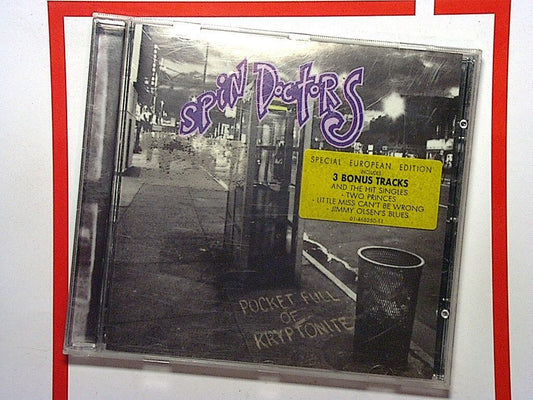 SPIN DOCTORS
SPECIAL EUROPEAN EDITION
INCLUDES
3 BONUS TRACKS
AND THE HIT SINGLES
- TWO PRINCES
- LITTLE MISS CAN'T BE WRONG
- JIMMY OLSEN'S BLUES
POCKET FULL
OF
KRYPTONITE